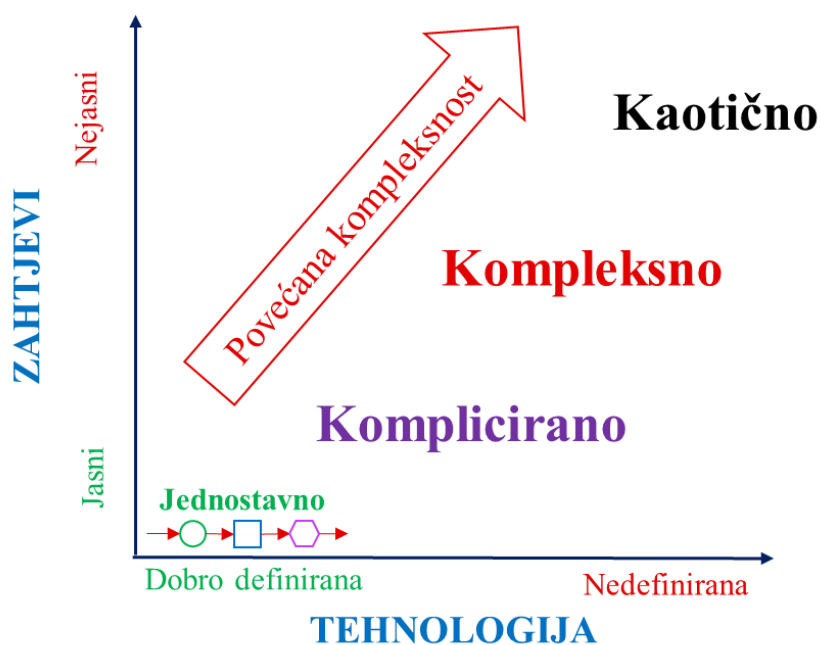 Kaotično
Nejasni
Povećana kompleksnost
Kompleksno
ZAHTJEVI
Komplicirano
Jasni
Jednostavno
Dobro definirana
Nedefinirana
TEHNOLOGIJA